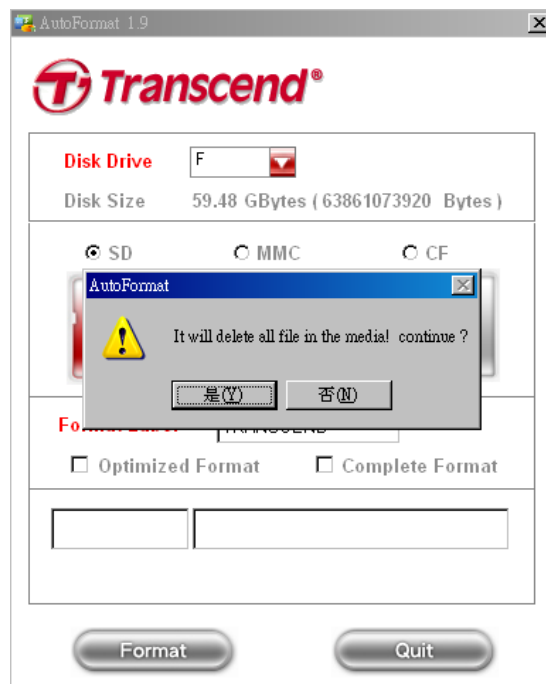 AutoFormat 1.9
Transcend®
Disk Drive F
Disk Size 59.48 GBytes ( 63861073920 Bytes )
SD MMC CF
AutoFormat
It will delete all file in the media! continue ?
是(Y) 否(N)
Optimized Format Complete Format
Format Quit